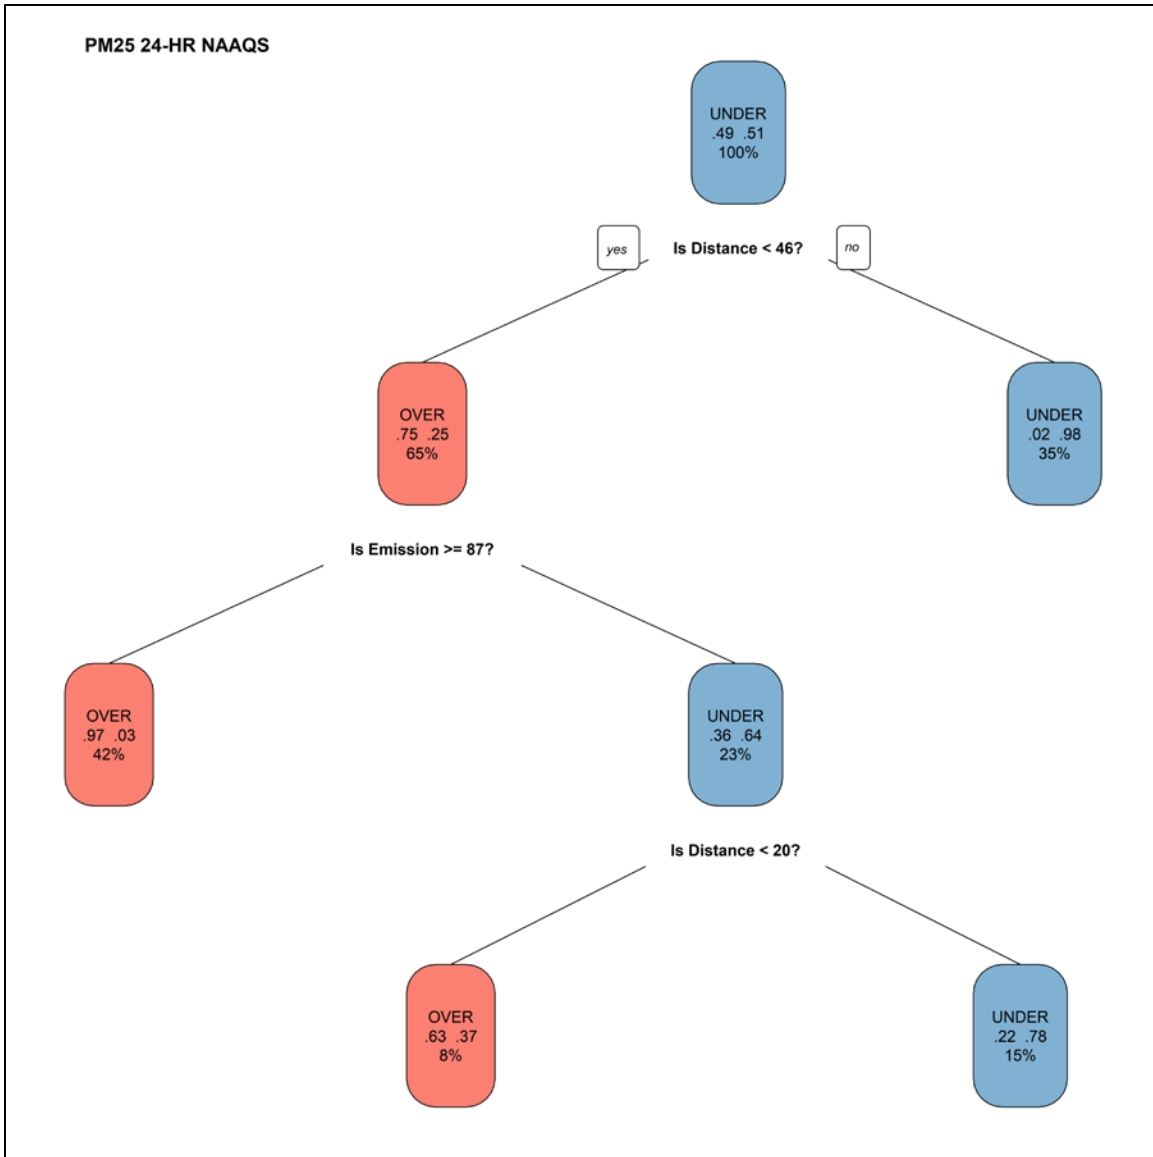 PM25 24-HR NAAQS
UNDER
.49 .51
100%
yes
Is Distance < 46?
no
OVER
.75 .25
65%
UNDER
.02 .98
35%
Is Emission >= 87?
OVER
.97 .03
42%
UNDER
.36 .64
23%
Is Distance < 20?
OVER
.63 .37
8%
UNDER
.22 .78
15%